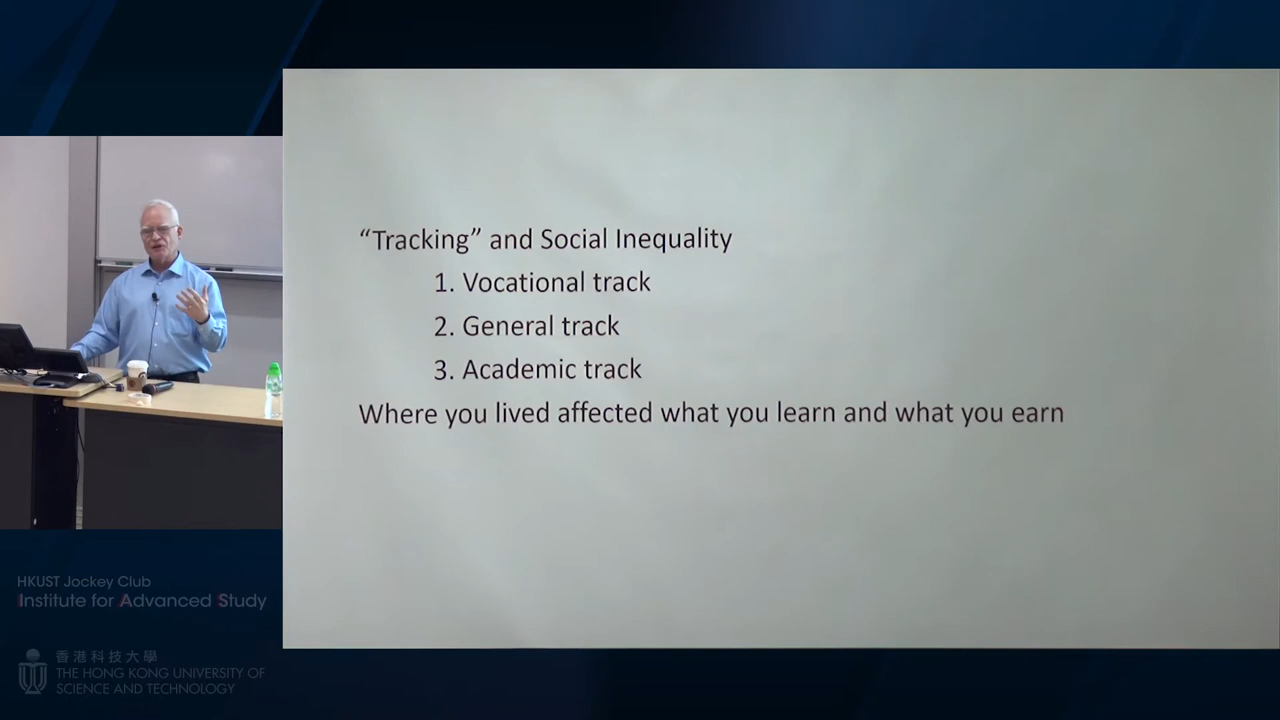 “Tracking” and Social Inequality
1. Vocational track
2. General track
3. Academic track
Where you lived affected what you learn and what you earn
HKUST Jockey Club
Institute for Advanced Study
香港科技大學
THE HONG KONG UNIVERSITY OF
SCIENCE AND TECHNOLOGY